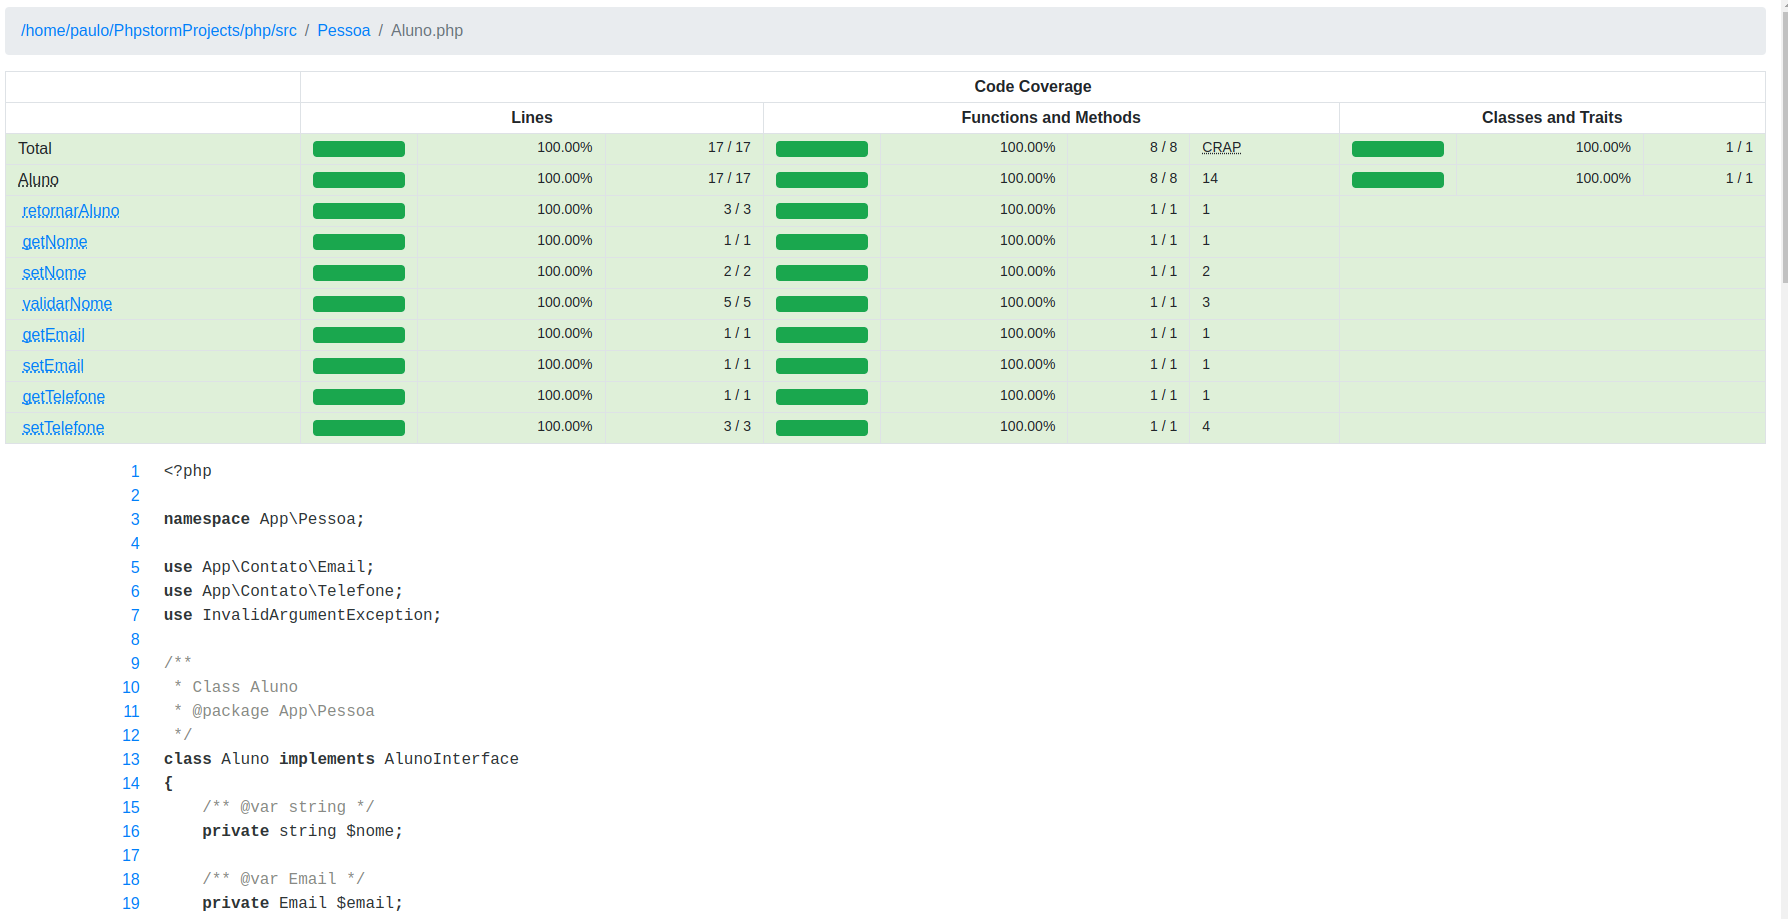 /home/paulo/PhpstormProjects/php/src / Pessoa / Aluno.php
Code Coverage
Lines Functions and Methods Classes and Traits
Total 100.00% 17 / 17 100.00% 8 / 8 CRAP 100.00% 1 / 1
Aluno 100.00% 17 / 17 100.00% 8 / 8 14 100.00% 1 / 1
retornarAluno 100.00% 3 / 3 100.00% 1 / 1 1
getNome 100.00% 1 / 1 100.00% 1 / 1 1
setNome 100.00% 2 / 2 100.00% 1 / 1 2
validarNome 100.00% 5 / 5 100.00% 1 / 1 3
getEmail 100.00% 1 / 1 100.00% 1 / 1 1
setEmail 100.00% 1 / 1 100.00% 1 / 1 1
getTelefone 100.00% 1 / 1 100.00% 1 / 1 1
setTelefone 100.00% 3 / 3 100.00% 1 / 1 4
1 <?php
2
3 namespace App\Pessoa;
4
5 use App\Contato\Email;
6 use App\Contato\Telefone;
7 use InvalidArgumentException;
8
9 /**
10  * Class Aluno
11  * @package App\Pessoa
12  */
13 class Aluno implements AlunoInterface
14 {
15     /** @var string */
16     private string $nome;
17
18     /** @var Email */
19     private Email $email;